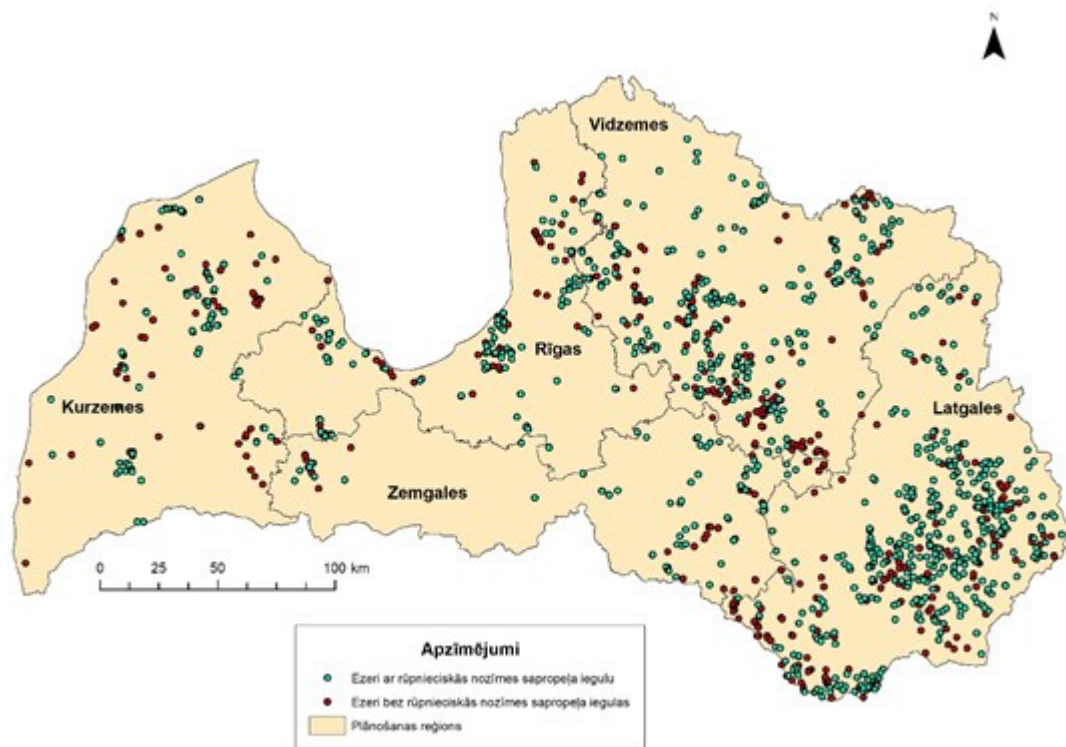 N
Vidzemes
Rīgas
Kurzemes
Latgales
Zemgales
0 25 50 100 km
Apzīmējumi
Ezeri ar rūpnieciskās nozīmes sapropeļa iegulu
Ezeri bez rūpnieciskās nozīmes sapropeļa iegulas
Plānošanas reģions